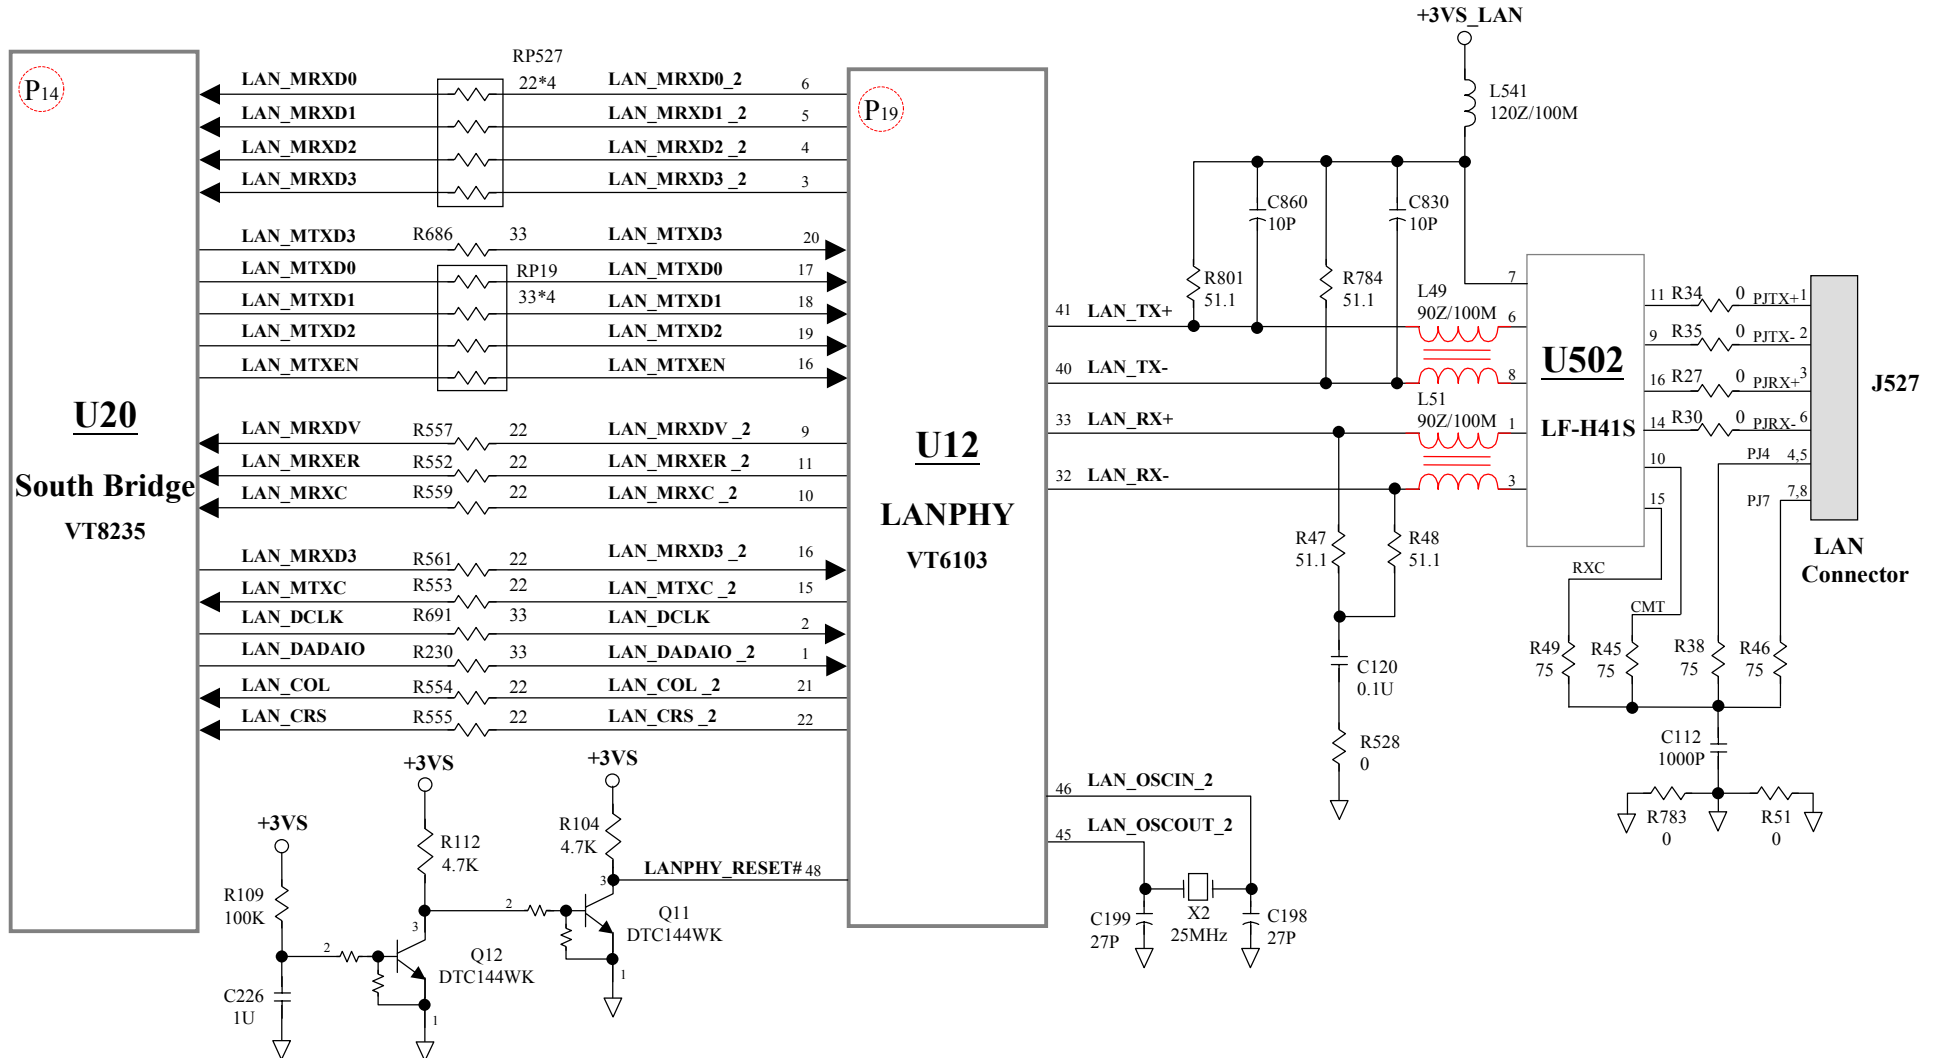 +3VS_LAN
P14
LAN_MRXD0
RP527
22*4
LAN_MRXD0_2
6
LAN_MRXD1
LAN_MRXD1 _2
5
LAN_MRXD2
LAN_MRXD2 _2
4
LAN_MRXD3
LAN_MRXD3 _2
3
LAN_MTXD3
R686
33
LAN_MTXD3
20
LAN_MTXD0
RP19
33*4
LAN_MTXD0
17
LAN_MTXD1
LAN_MTXD1
18
LAN_MTXD2
LAN_MTXD2
19
LAN_MTXEN
LAN_MTXEN
16
U20
South Bridge
VT8235
LAN_MRXDV
R557
22
LAN_MRXDV _2
9
LAN_MRXER
R552
22
LAN_MRXER _2
11
LAN_MRXC
R559
22
LAN_MRXC _2
10
LAN_MRXD3
R561
22
LAN_MRXD3 _2
16
LAN_MTXC
R553
22
LAN_MTXC _2
15
LAN_DCLK
R691
33
LAN_DCLK
2
LAN_DADAIO
R230
33
LAN_DADAIO _2
1
LAN_COL
R554
22
LAN_COL _2
21
LAN_CRS
R555
22
LAN_CRS _2
22
+3VS
R109
100K
C226
1U
2
+3VS
R112
4.7K
3
Q12
DTC144WK
1
2
+3VS
R104
4.7K
3
Q11
DTC144WK
1
LANPHY_RESET# 48
P19
U12
LANPHY
VT6103
L541
120Z/100M
C860
10P
C830
10P
R801
51.1
R784
51.1
41 LAN_TX+
40 LAN_TX-
33 LAN_RX+
32 LAN_RX-
L49
90Z/100M
L51
90Z/100M
7
6
8
1
3
U502
LF-H41S
11 R34 0 PJTX+ 1
9 R35 0 PJTX- 2
16 R27 0 PJRX+ 3
14 R30 0 PJRX- 6
10
PJ4 4,5
15
PJ7 7,8
J527
LAN
Connector
R47
51.1
R48
51.1
C120
0.1U
R528
0
RXC
CMT
R49
75
R45
75
R38
75
R46
75
C112
1000P
R783
0
R51
0
46 LAN_OSCIN_2
45 LAN_OSCOUT_2
C199
27P
X2
25MHz
C198
27P